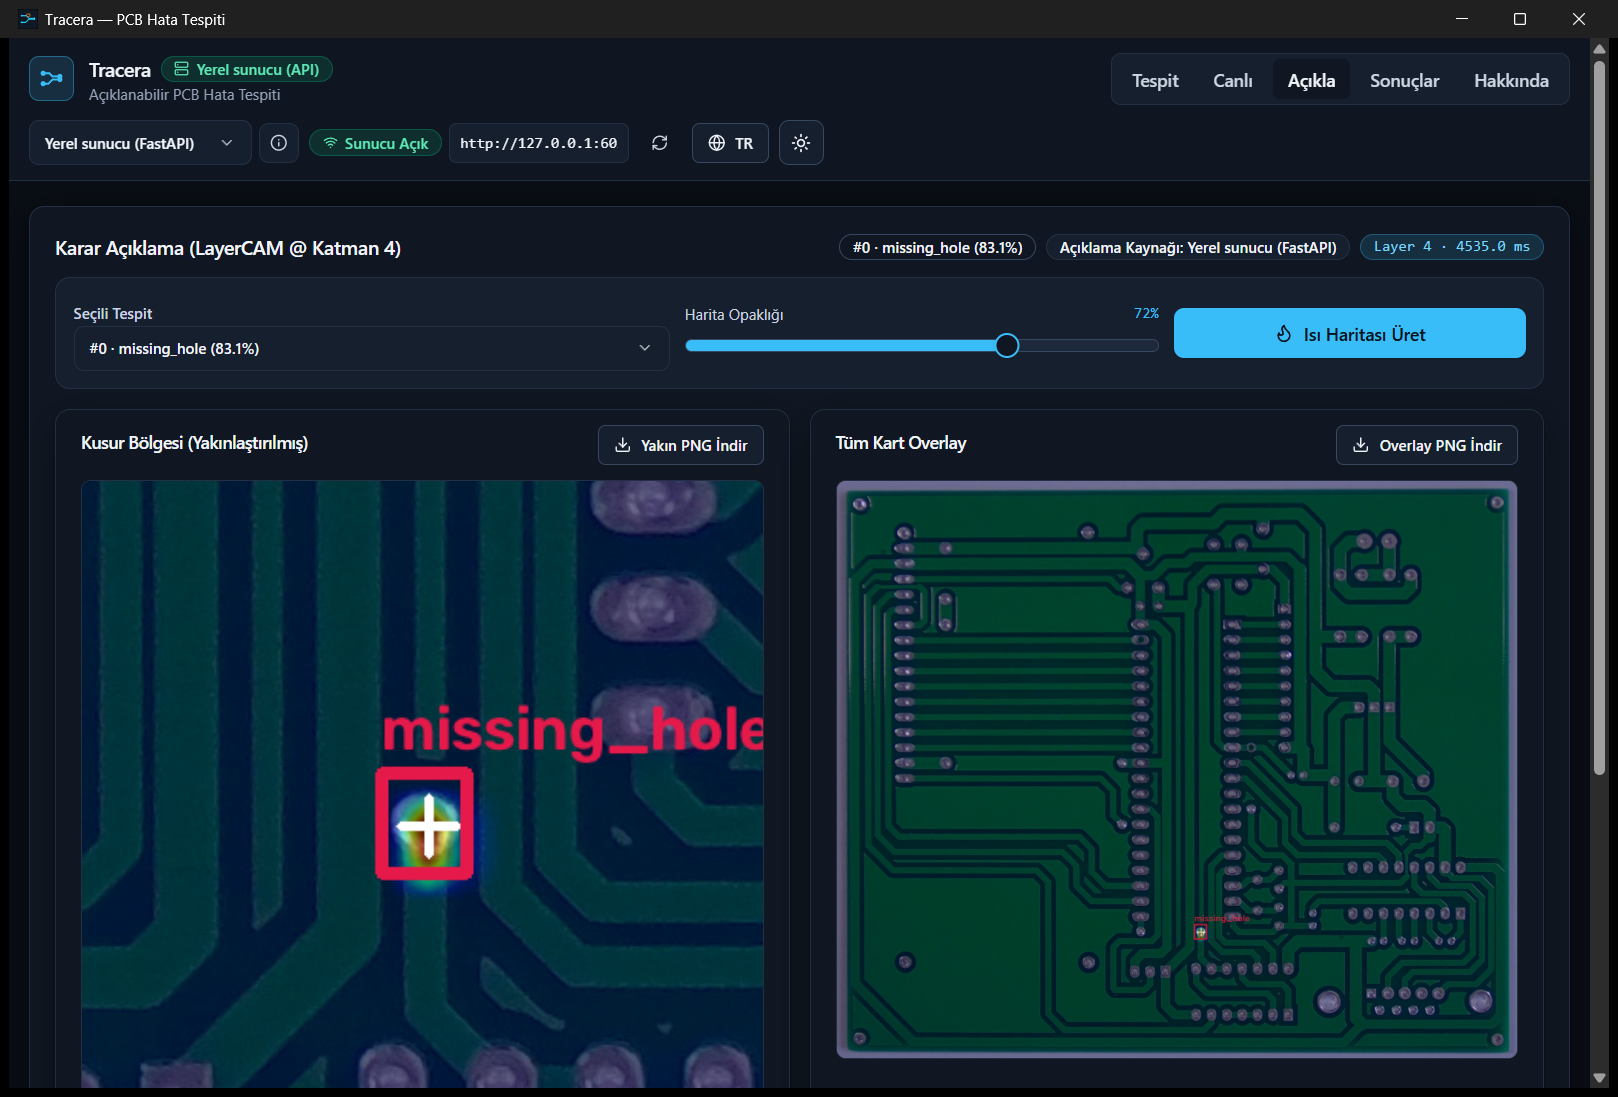 Tracera — PCB Hata Tespiti
Tracera
Yerel sunucu (API)
Açıklanabilir PCB Hata Tespiti
Tespit
Canlı
Açıkla
Sonuçlar
Hakkında
Yerel sunucu (FastAPI)
Sunucu Açık
http://127.0.0.1:60
TR
Karar Açıklama (LayerCAM @ Katman 4)
#0 · missing_hole (83.1%)
Açıklama Kaynağı: Yerel sunucu (FastAPI)
Layer 4 · 4535.0 ms
Seçili Tespit
#0 · missing_hole (83.1%)
Harita Opaklığı
72%
Isı Haritası Üret
Kusur Bölgesi (Yakınlaştırılmış)
Yakın PNG İndir
missing_hole
Tüm Kart Overlay
Overlay PNG İndir
missing_hole